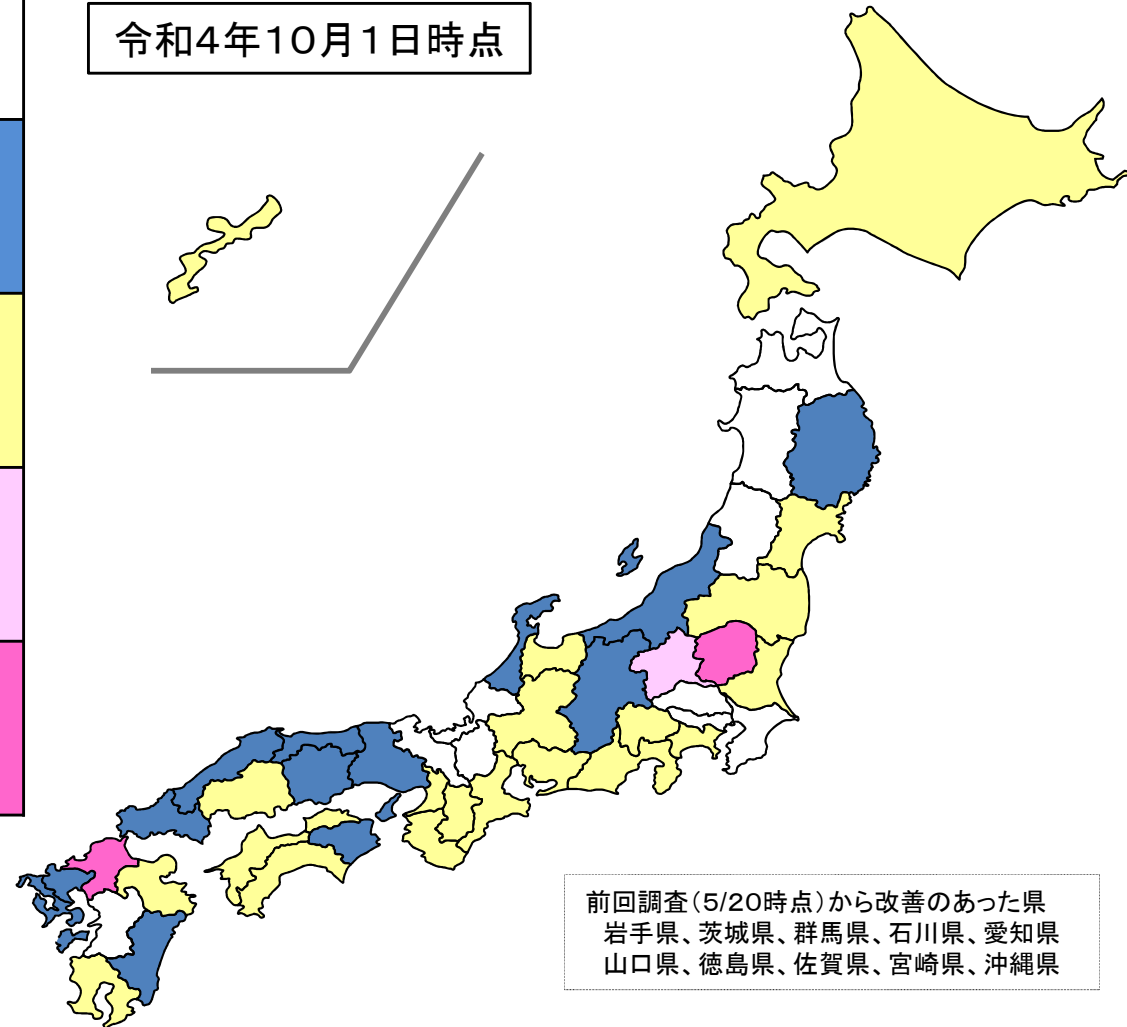 令和4年10月1日時点
前回調査（5/20時点）から改善のあった県
岩手県、茨城県、群馬県、石川県、愛知県
山口県、徳島県、佐賀県、宮崎県、沖縄県